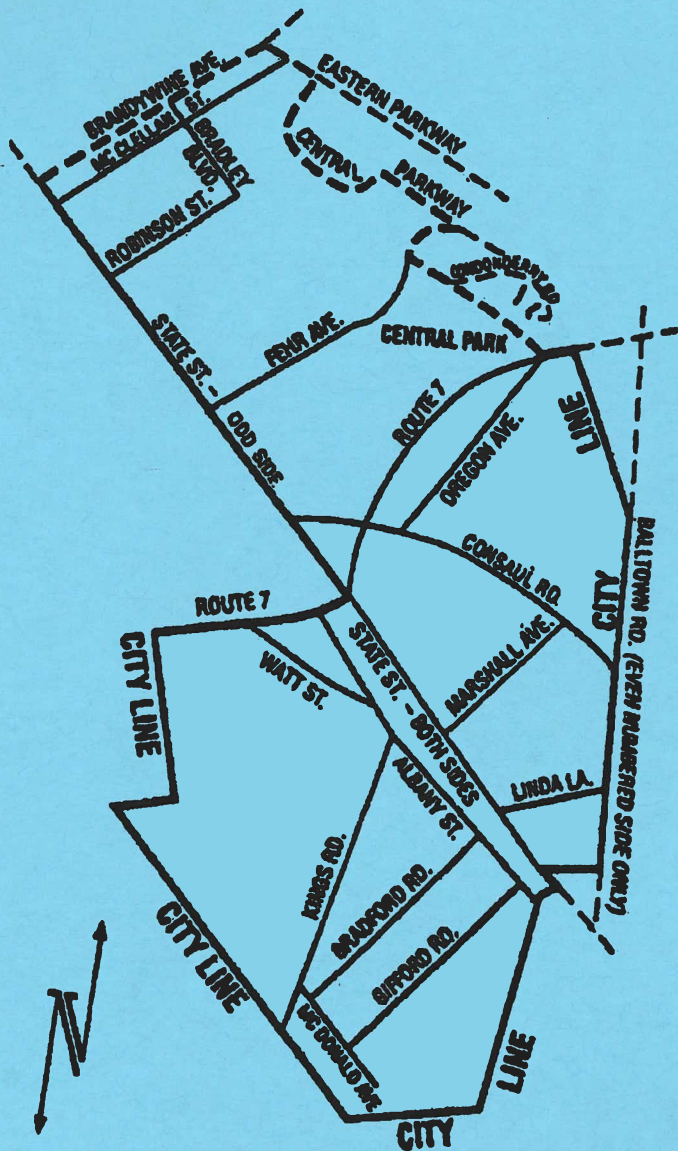 BRANDYWINE AVE.
MC CLELLAN ST.
BRADLEY
BLVD.
ROBINSON ST.
EASTERN PARKWAY
CENTRAL
PARKWAY
STATE ST. - ODD SIDE
FEHR AVE.
CENTRAL PARK
ROUTE 7
OREGON AVE.
LINE
CONSAUL RD.
CITY
BALLTOWN RD. (EVEN NUMBERED SIDE ONLY)
ROUTE 7
CITY LINE
WATT ST.
STATE ST. - BOTH SIDES
MARSHALL AVE.
ALBANY ST.
LINDA LA.
KINGS RD.
BRADFORD RD.
GIFFORD RD.
CITY LINE
MC DONALD AVE
LINE
CITY
N